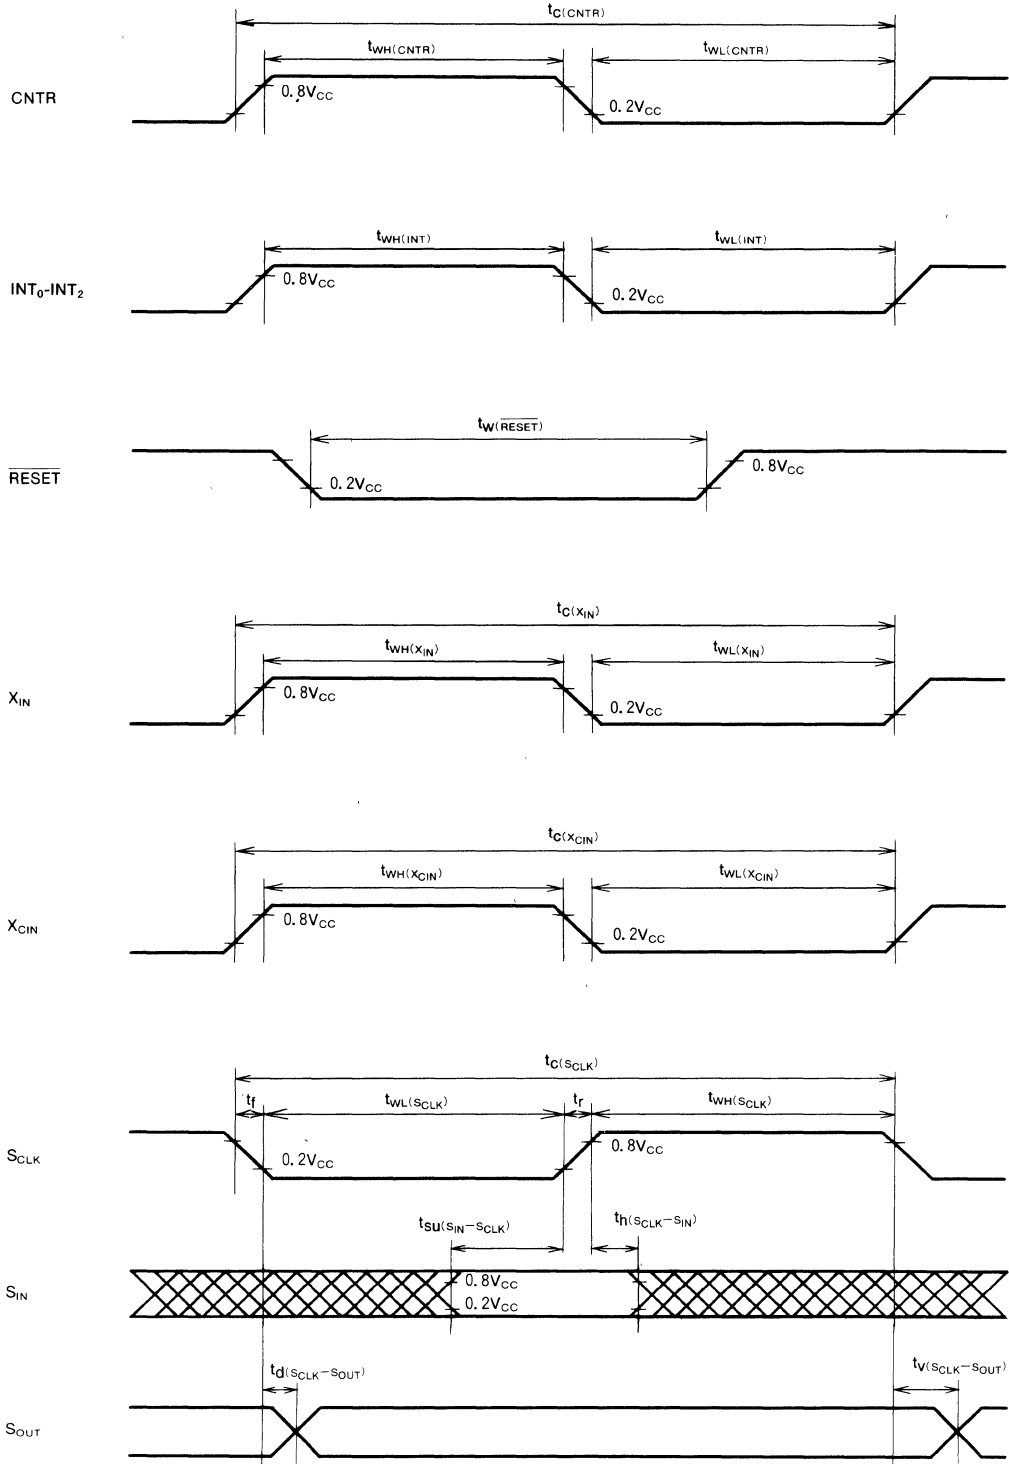 tC(CNTR)
tWH(CNTR) tWL(CNTR)
CNTR 0.8VCC 0.2VCC
tWH(INT) tWL(INT)
INT0-INT2 0.8VCC 0.2VCC
tW(RESET)
RESET 0.2VCC 0.8VCC
tC(XIN)
tWH(XIN) tWL(XIN)
XIN 0.8VCC 0.2VCC
tC(XCIN)
tWH(XCIN) tWL(XCIN)
XCIN 0.8VCC 0.2VCC
tC(SCLK)
tf tWL(SCLK) tr tWH(SCLK)
SCLK 0.2VCC 0.8VCC
tsu(SIN−SCLK) th(SCLK−SIN)
SIN 0.8VCC
0.2VCC
td(SCLK−SOUT) tv(SCLK−SOUT)
SOUT